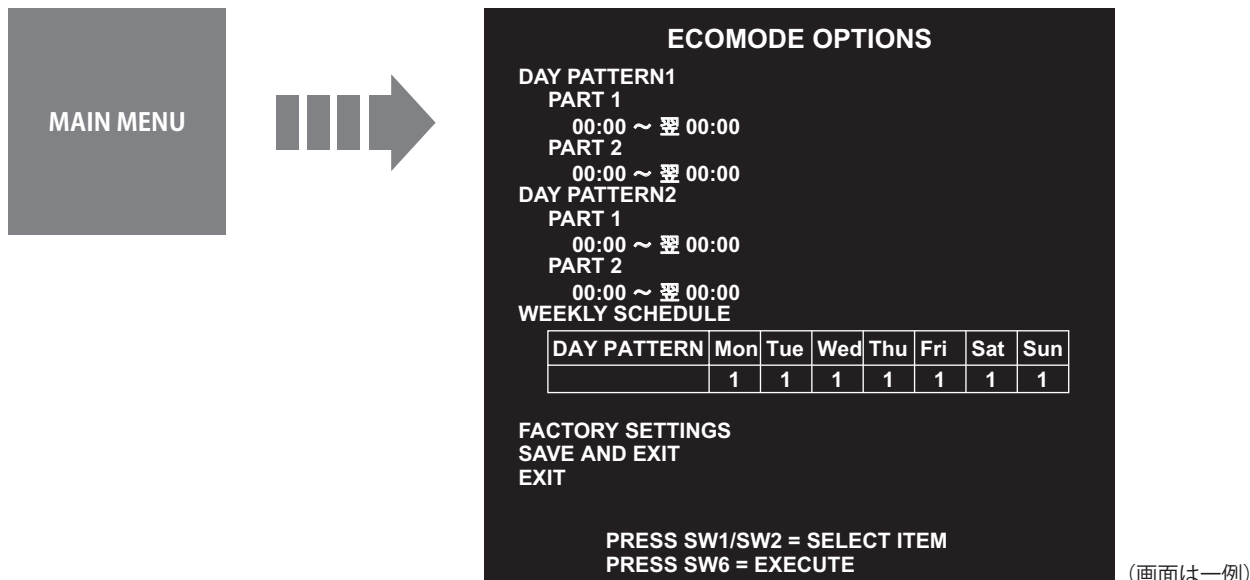 MAIN MENU
ECOMODE OPTIONS
DAY PATTERN1
PART 1
00:00 ～ 翌 00:00
PART 2
00:00 ～ 翌 00:00
DAY PATTERN2
PART 1
00:00 ～ 翌 00:00
PART 2
00:00 ～ 翌 00:00
WEEKLY SCHEDULE
DAY PATTERN Mon Tue Wed Thu Fri Sat Sun
1 1 1 1 1 1 1
FACTORY SETTINGS
SAVE AND EXIT
EXIT
PRESS SW1/SW2 = SELECT ITEM
PRESS SW6 = EXECUTE
（画面は一例）